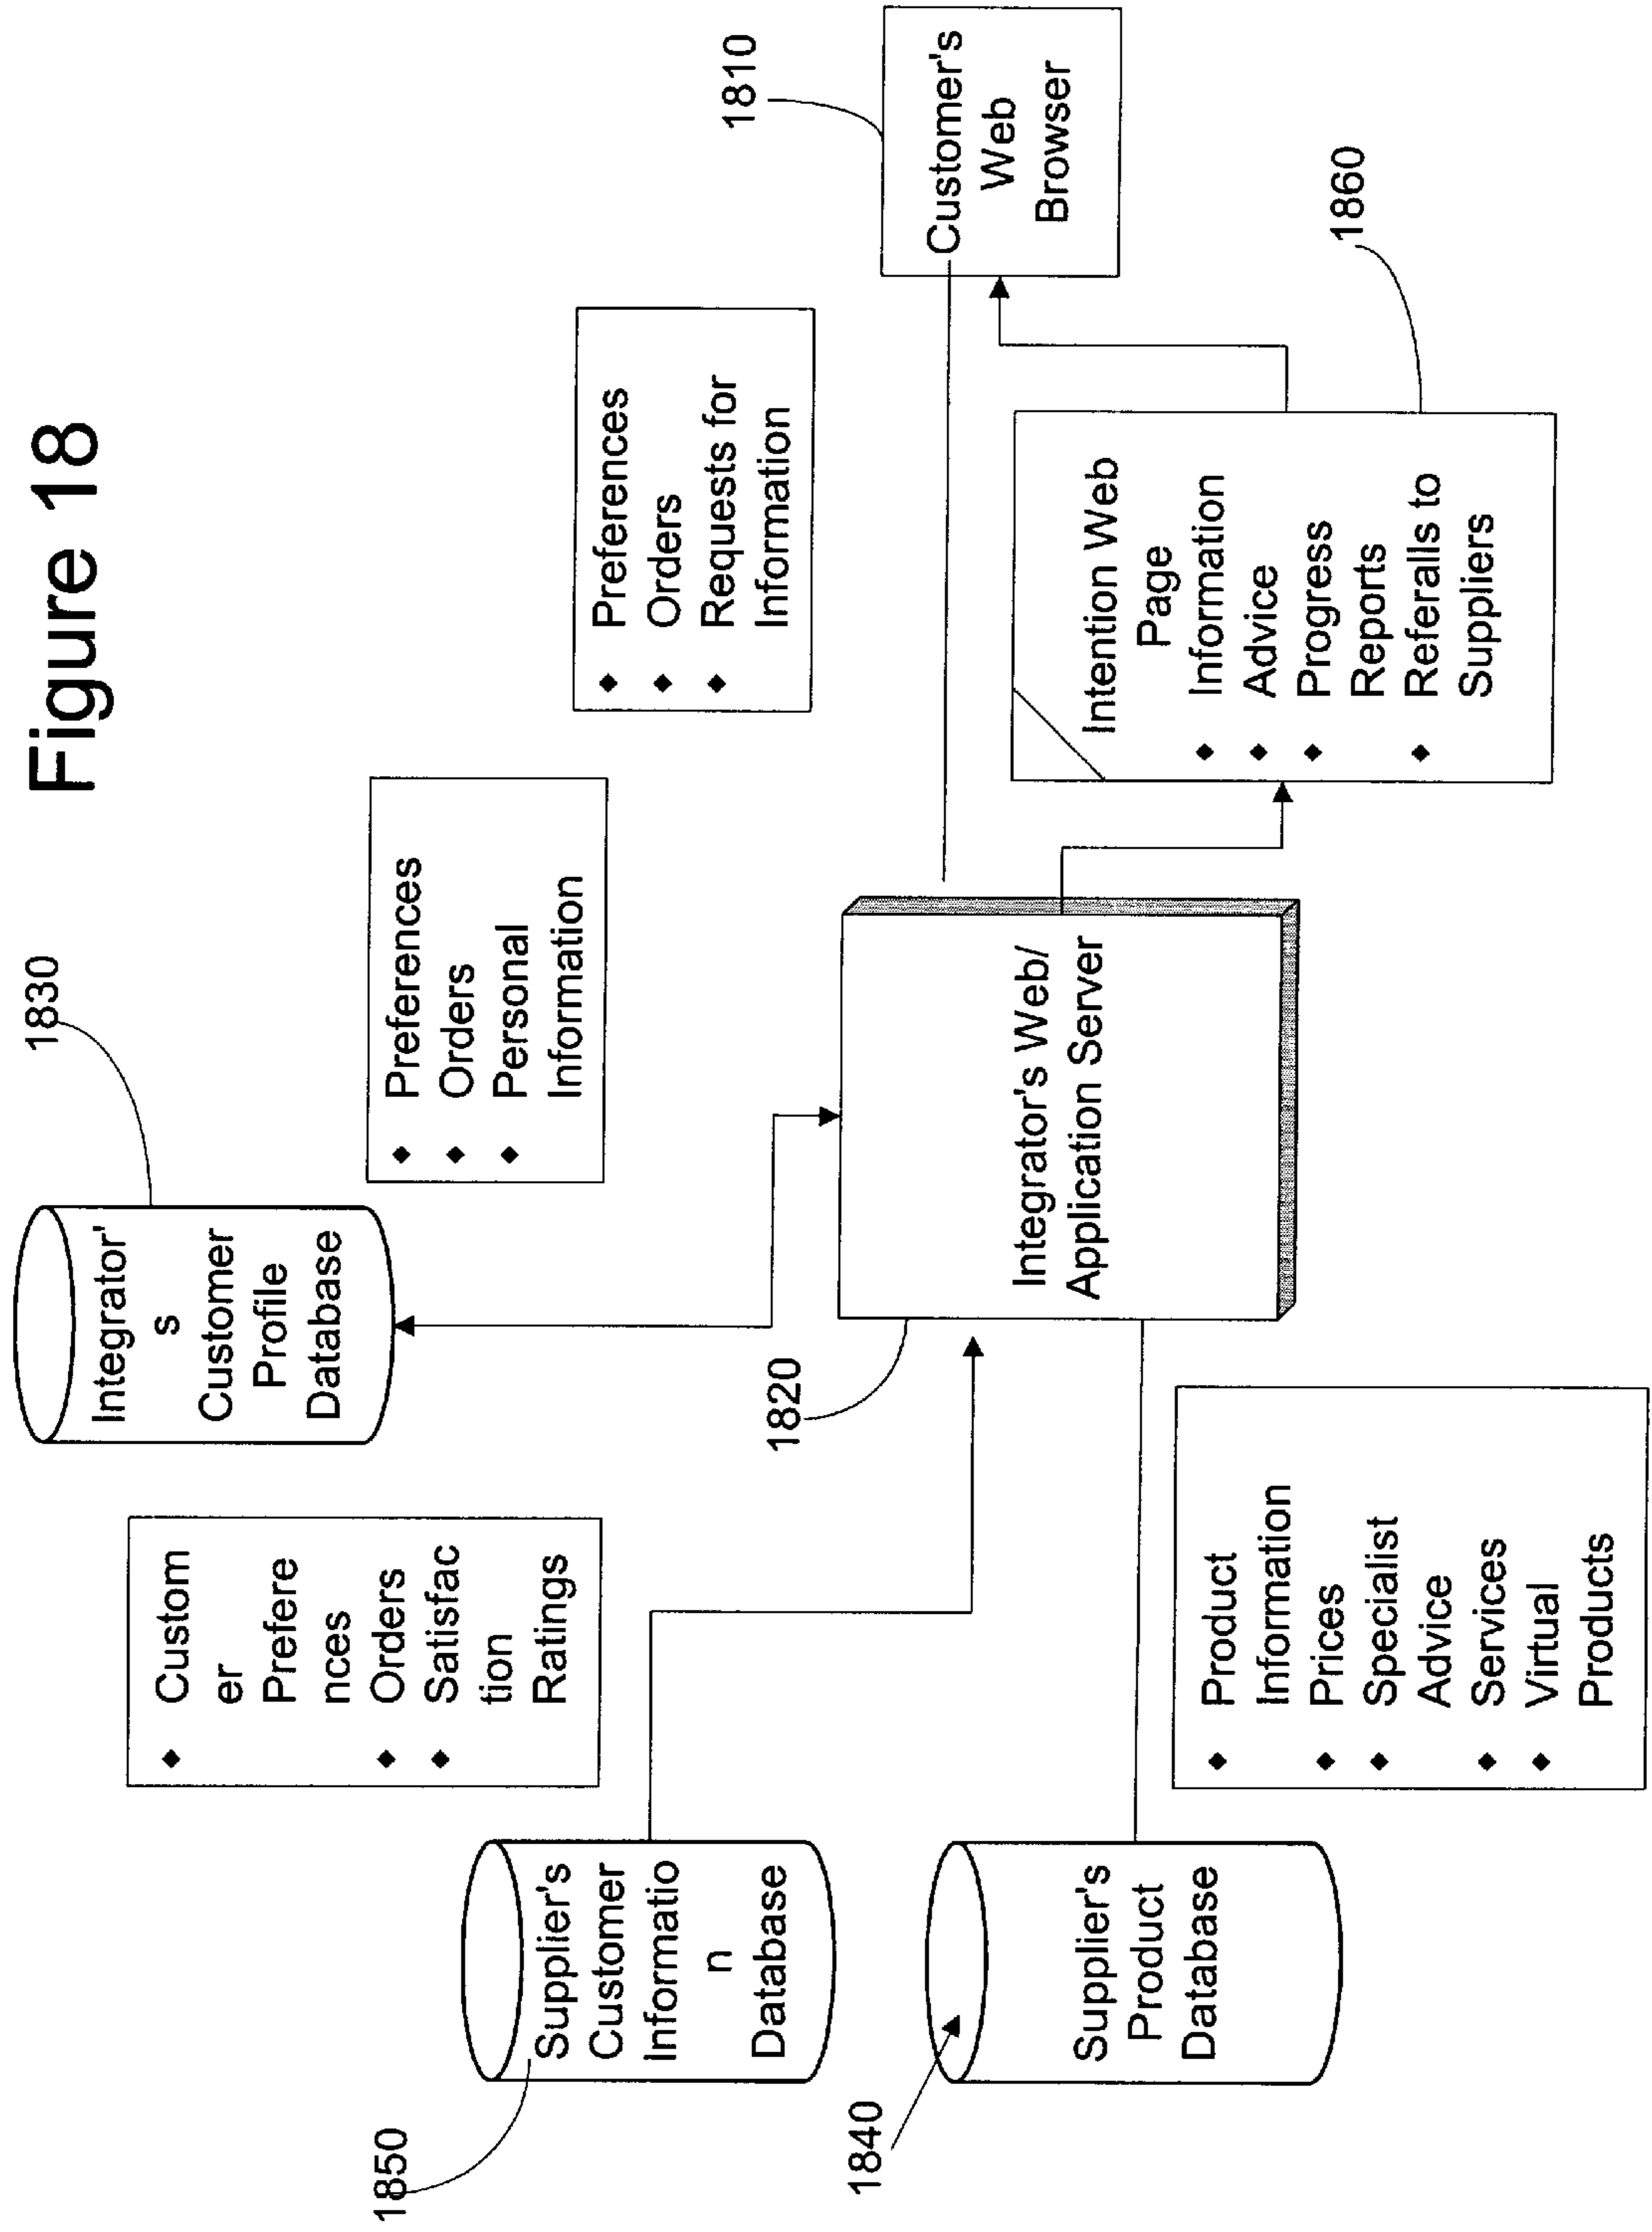 Figure 18
1830
Integrator'
s
Customer
Profile
Database
◆ Preferences
◆ Orders
◆ Personal
Information
◆ Preferences
◆ Orders
◆ Requests for
Information
1810
Customer's
Web
Browser
◆ Custom
er
Prefere
nces
◆ Orders
◆ Satisfac
tion
Ratings
1850
Supplier's
Customer
Informatio
n
Database
1820
Integrator's Web/
Application Server
1840
Supplier's
Product
Database
◆ Product
Information
◆ Prices
◆ Specialist
Advice
◆ Services
◆ Virtual
Products
Intention Web
Page
◆ Information
◆ Advice
◆ Progress
Reports
◆ Referalls to
Suppliers
1860